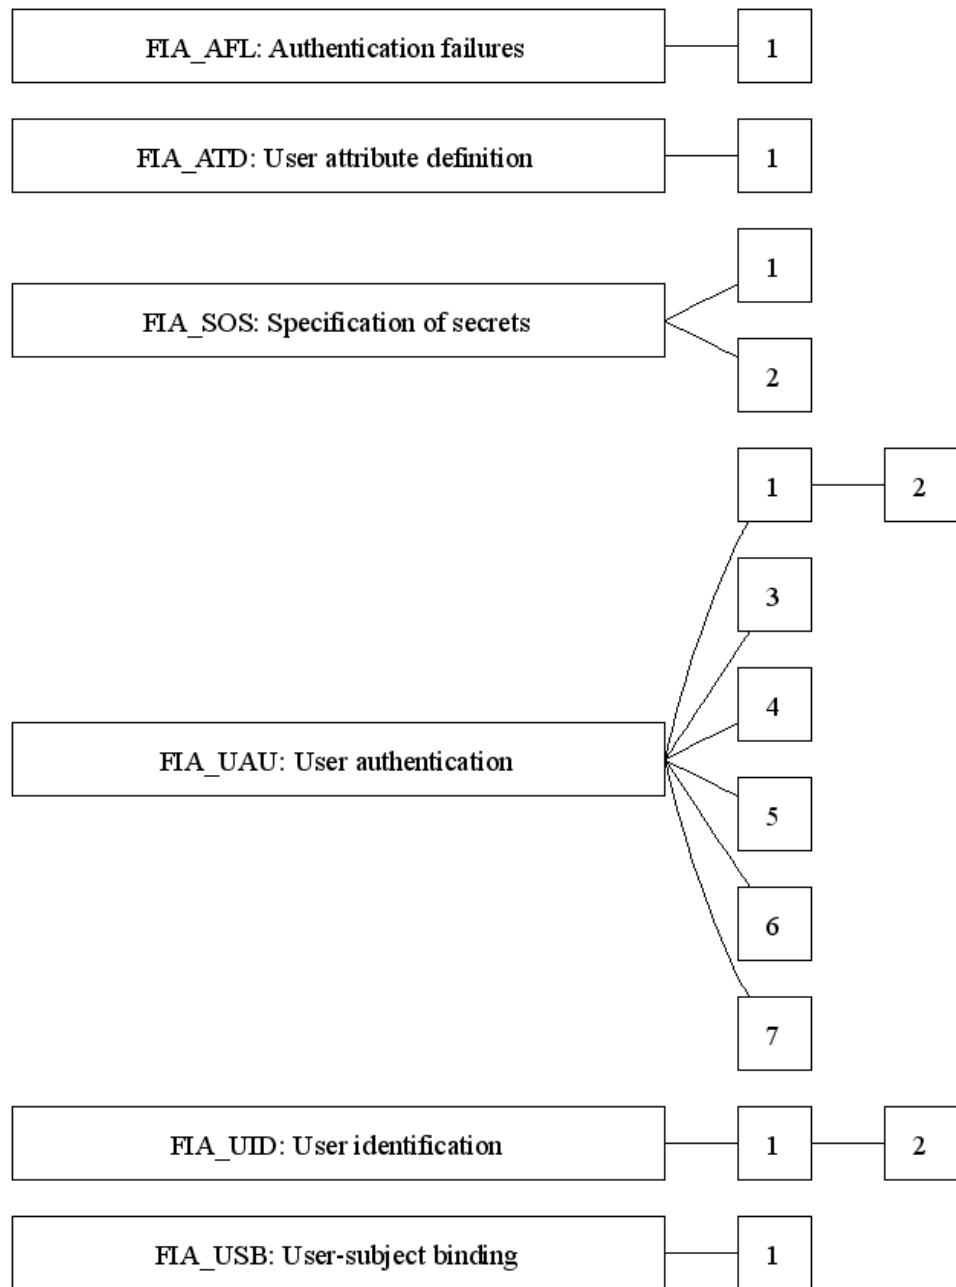 FIA_AFL: Authentication failures 1
FIA_ATD: User attribute definition 1
1
FIA_SOS: Specification of secrets
2
1 2
3
4
FIA_UAU: User authentication
5
6
7
FIA_UID: User identification 1 2
FIA_USB: User-subject binding 1